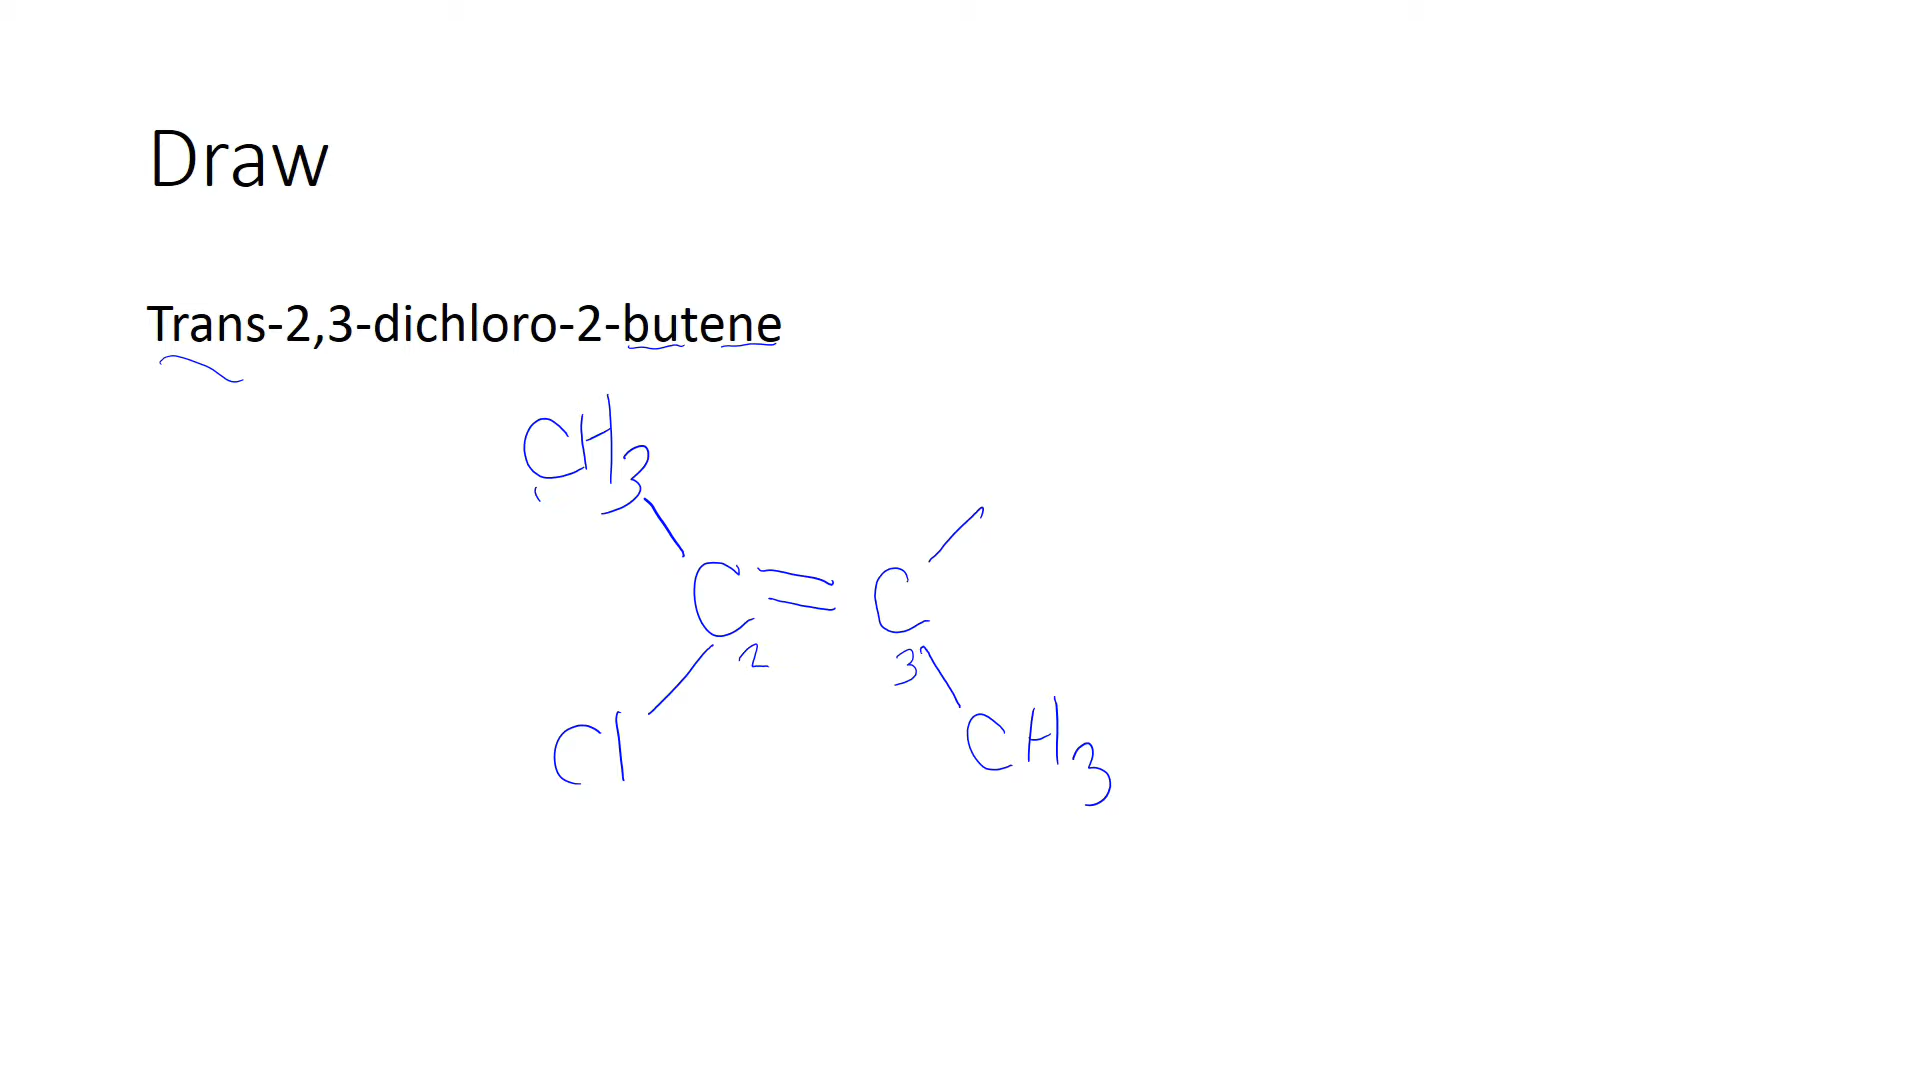 Draw
Trans-2,3-dichloro-2-butene
CH3
C = C
2 3
Cl CH3